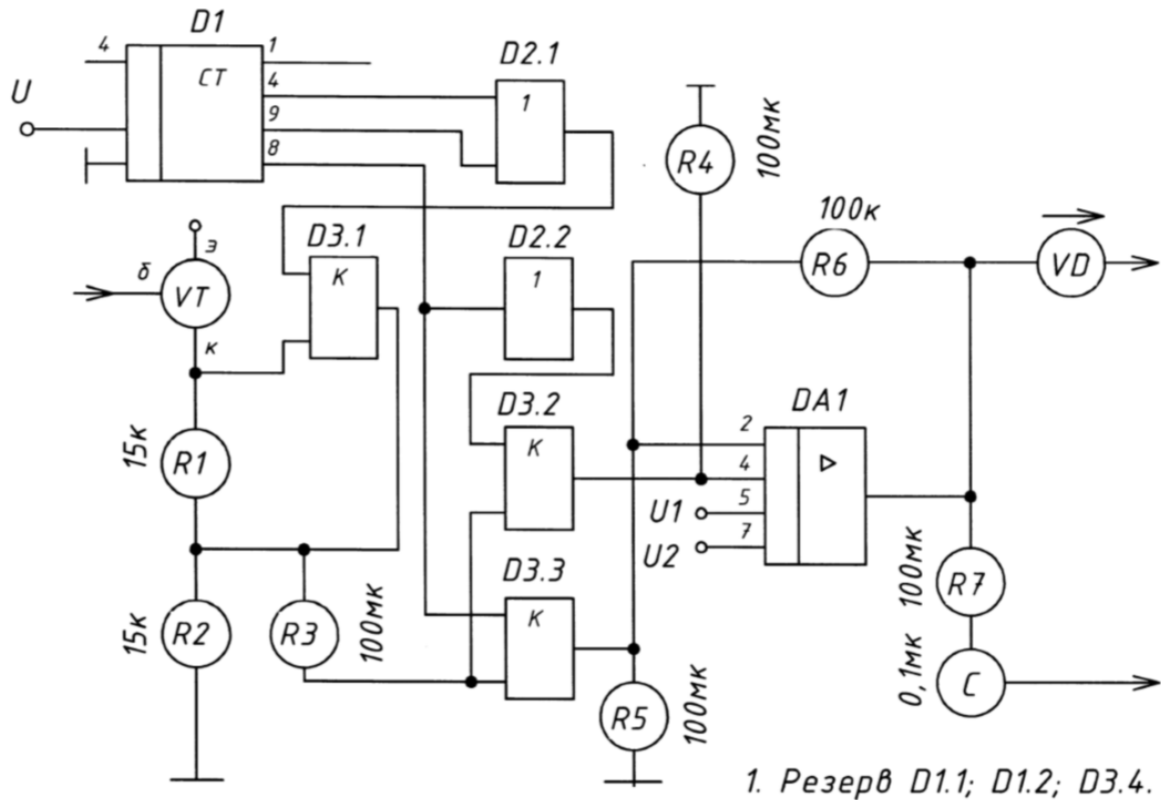 D1
4
CT
1
4
9
8
U
D2.1
1
R4
100мк
D3.1
К
D2.2
1
100к
R6
VD
э
б
VT
к
D3.2
К
DA1
2
4
5
7
▷
U1
U2
15к
R1
D3.3
К
15к
R2
R3
100мк
R5
100мк
100мк
R7
0,1мк
C
1. Резерв D1.1; D1.2; D3.4.